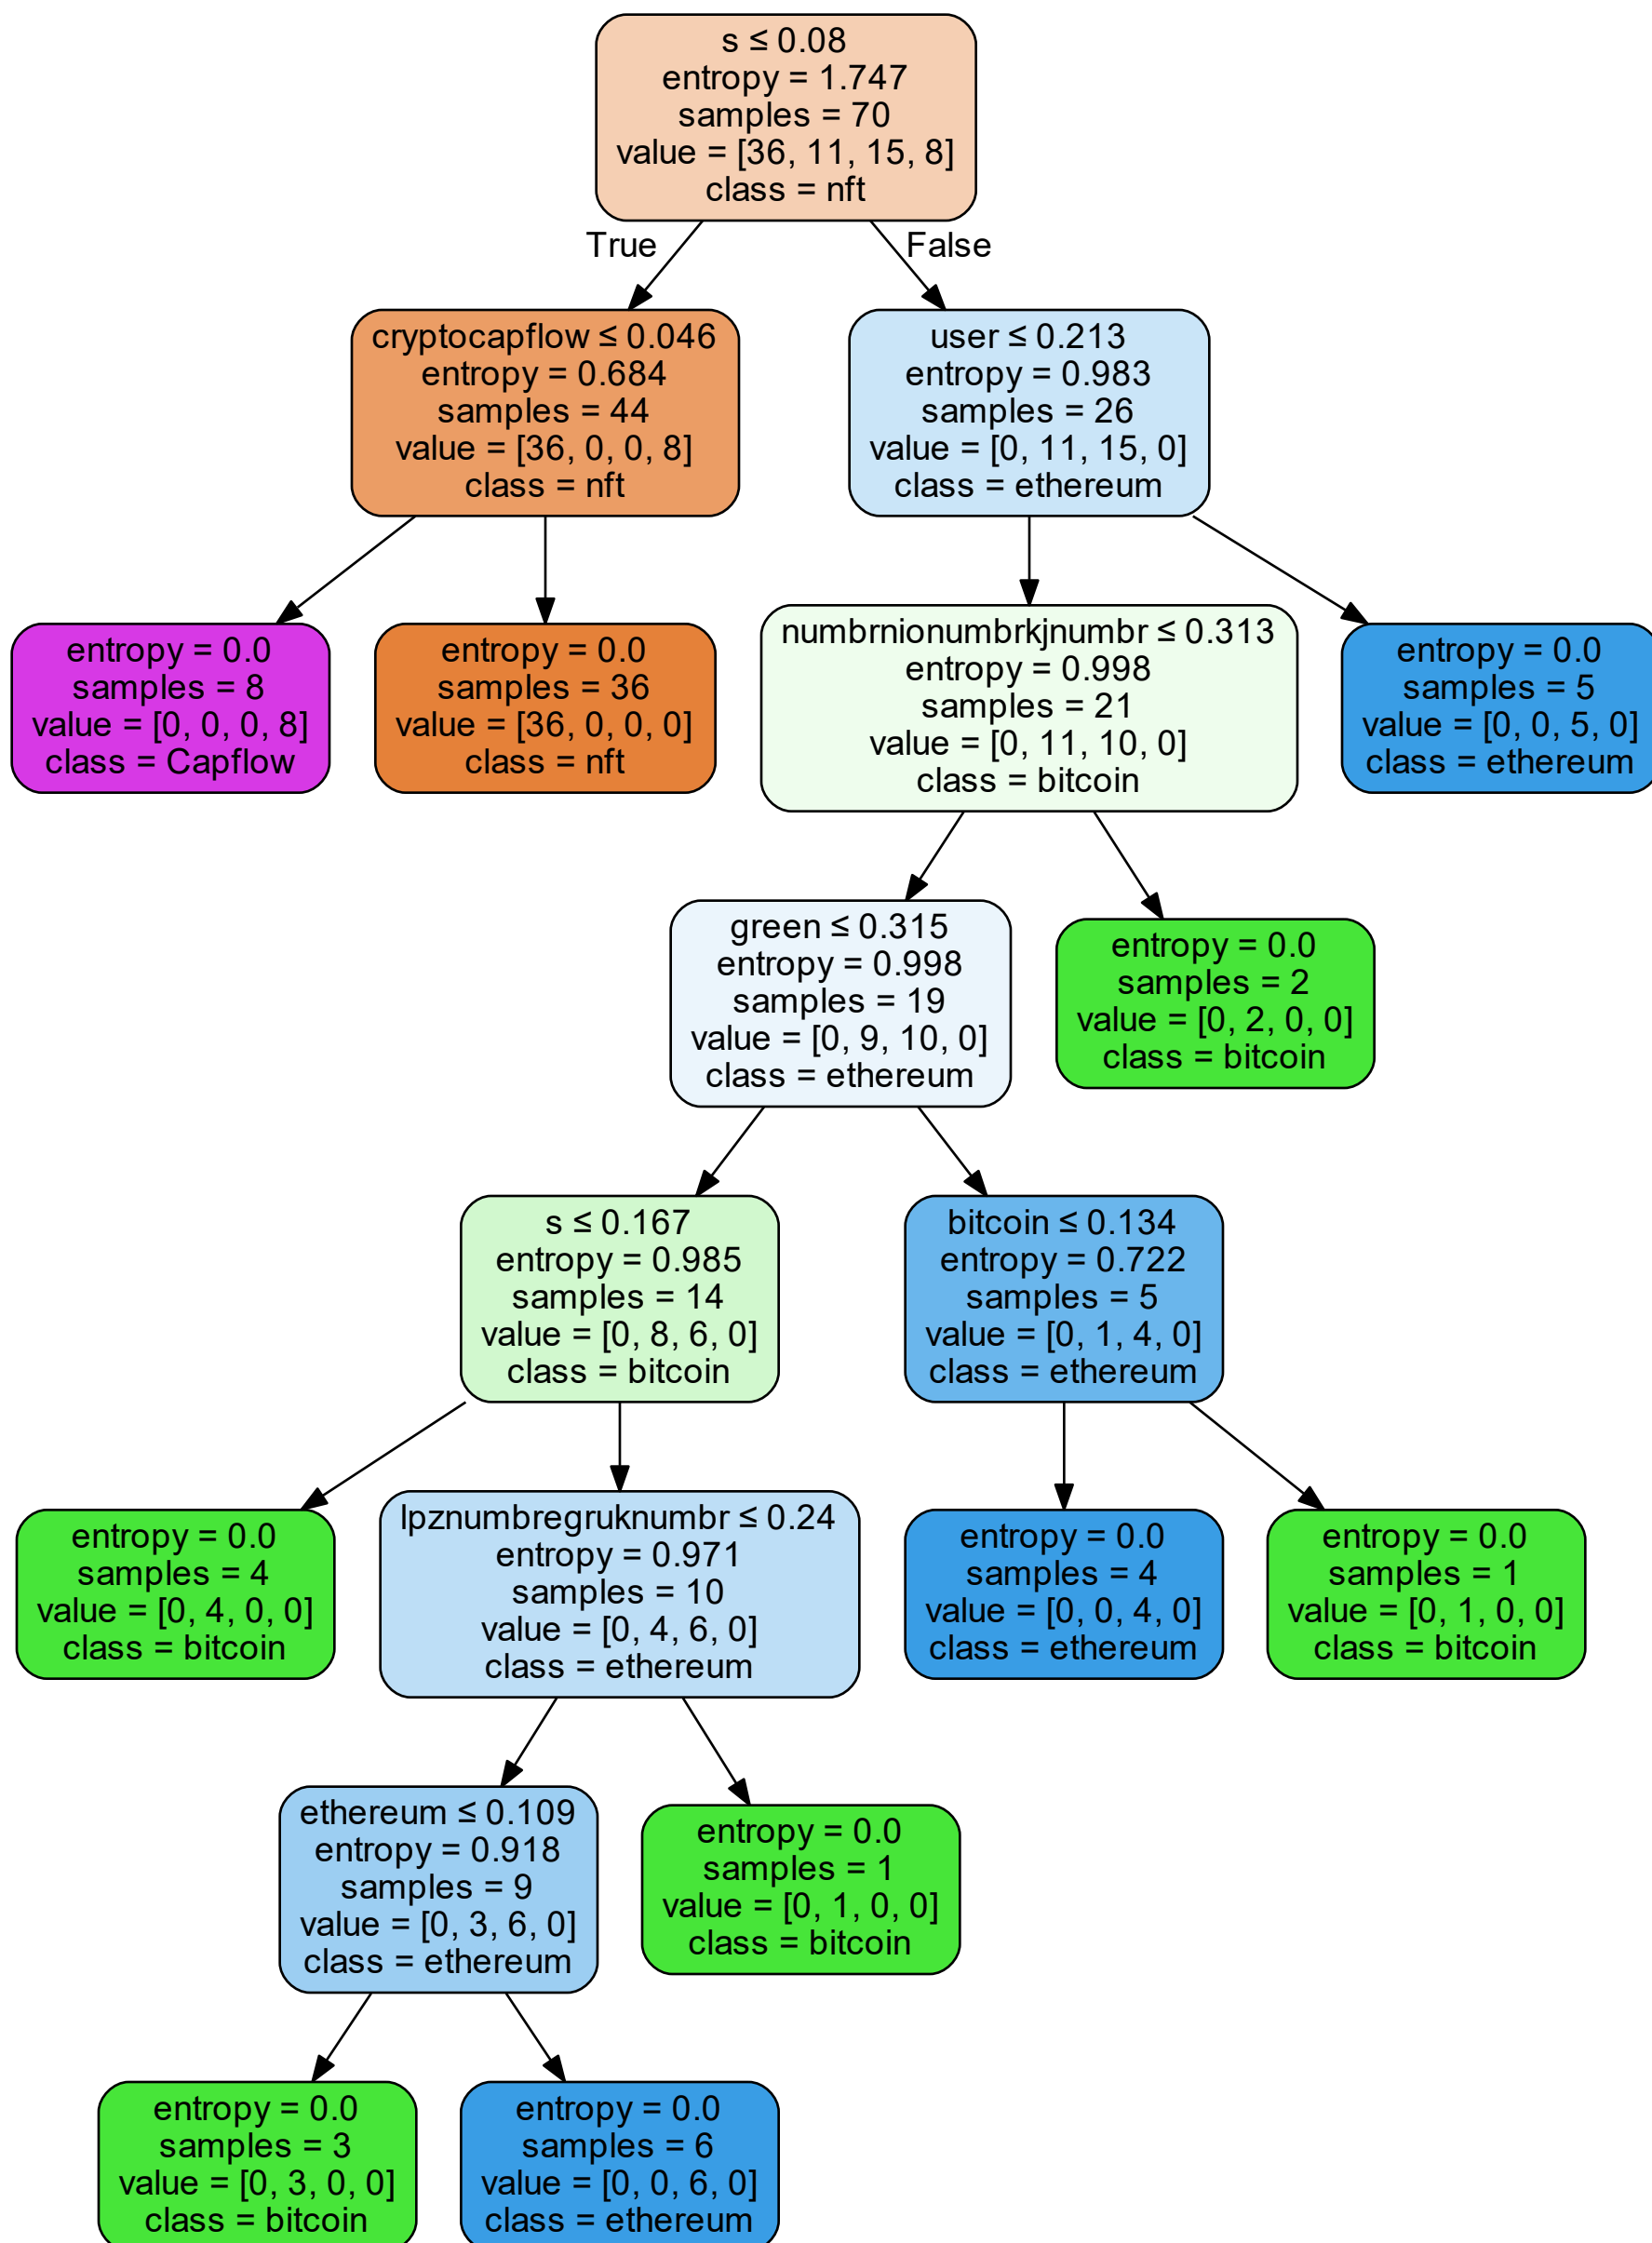 s ≤ 0.08
entropy = 1.747
samples = 70
value = [36, 11, 15, 8]
class = nft
True
False
cryptocapflow ≤ 0.046
entropy = 0.684
samples = 44
value = [36, 0, 0, 8]
class = nft
user ≤ 0.213
entropy = 0.983
samples = 26
value = [0, 11, 15, 0]
class = ethereum
entropy = 0.0
samples = 8
value = [0, 0, 0, 8]
class = Capflow
entropy = 0.0
samples = 36
value = [36, 0, 0, 0]
class = nft
numbrnionumbrkjnumbr ≤ 0.313
entropy = 0.998
samples = 21
value = [0, 11, 10, 0]
class = bitcoin
entropy = 0.0
samples = 5
value = [0, 0, 5, 0]
class = ethereum
green ≤ 0.315
entropy = 0.998
samples = 19
value = [0, 9, 10, 0]
class = ethereum
entropy = 0.0
samples = 2
value = [0, 2, 0, 0]
class = bitcoin
s ≤ 0.167
entropy = 0.985
samples = 14
value = [0, 8, 6, 0]
class = bitcoin
bitcoin ≤ 0.134
entropy = 0.722
samples = 5
value = [0, 1, 4, 0]
class = ethereum
entropy = 0.0
samples = 4
value = [0, 4, 0, 0]
class = bitcoin
lpznumbregruknumbr ≤ 0.24
entropy = 0.971
samples = 10
value = [0, 4, 6, 0]
class = ethereum
entropy = 0.0
samples = 4
value = [0, 0, 4, 0]
class = ethereum
entropy = 0.0
samples = 1
value = [0, 1, 0, 0]
class = bitcoin
ethereum ≤ 0.109
entropy = 0.918
samples = 9
value = [0, 3, 6, 0]
class = ethereum
entropy = 0.0
samples = 1
value = [0, 1, 0, 0]
class = bitcoin
entropy = 0.0
samples = 3
value = [0, 3, 0, 0]
class = bitcoin
entropy = 0.0
samples = 6
value = [0, 0, 6, 0]
class = ethereum